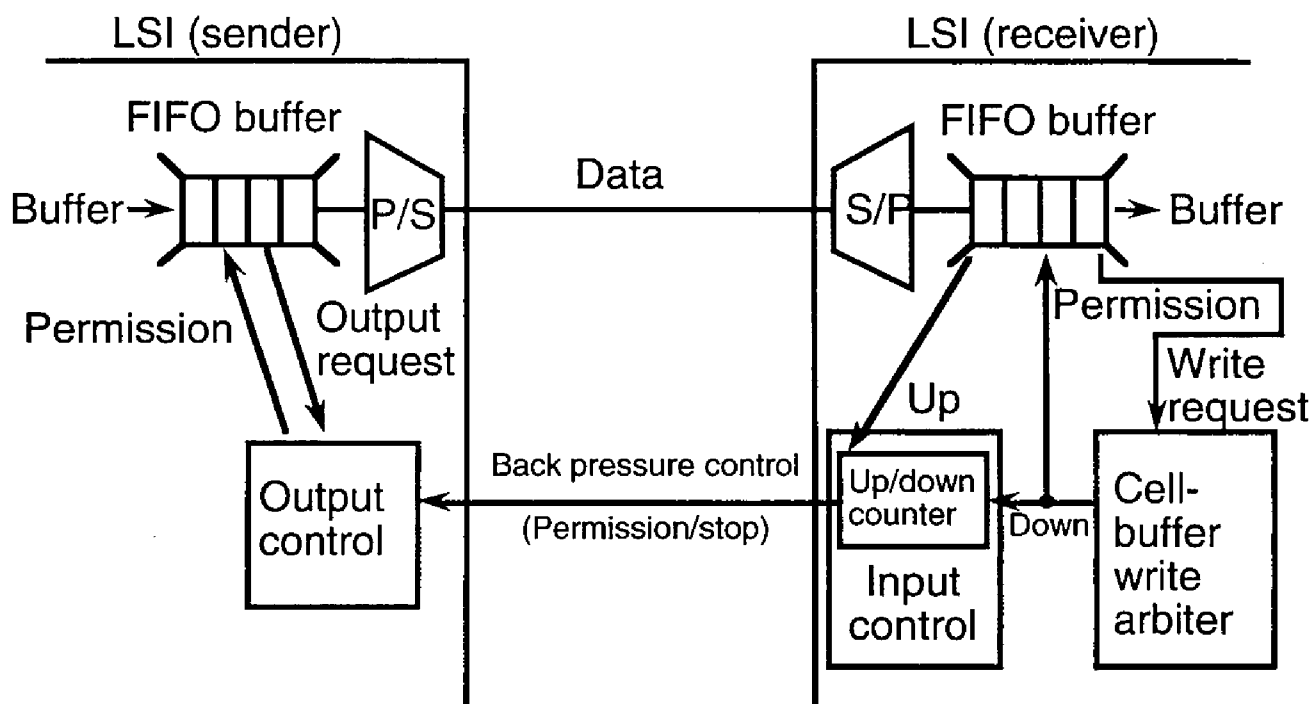 LSI (sender)
LSI (receiver)
FIFO buffer
FIFO buffer
Data
Buffer
P/S
S/P
Buffer
Permission
Output
request
Permission
Write
request
Up
Back pressure control
(Permission/stop)
Output
control
Up/down
counter
Down
Input
control
Cell-
buffer
write
arbiter